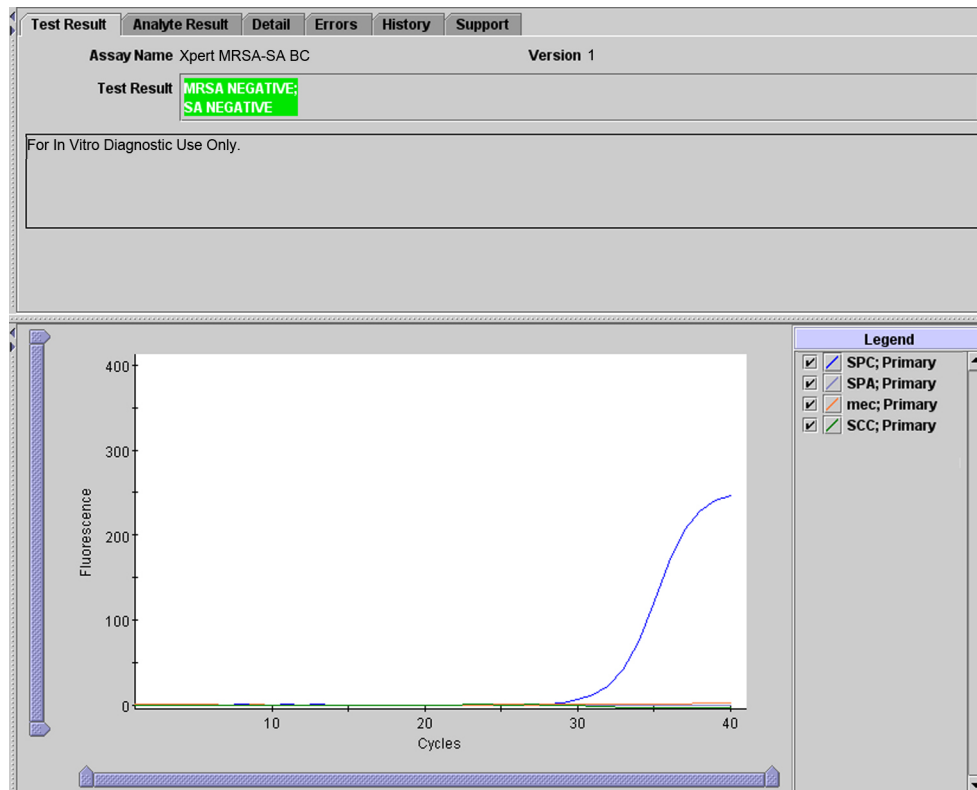 Test Result Analyte Result Detail Errors History Support
Assay Name Xpert MRSA-SA BC Version 1
Test Result MRSA NEGATIVE;
SA NEGATIVE
For In Vitro Diagnostic Use Only.
Legend
SPC; Primary
SPA; Primary
mec; Primary
SCC; Primary
Fluorescence
400
300
200
100
0
10 20 30 40
Cycles